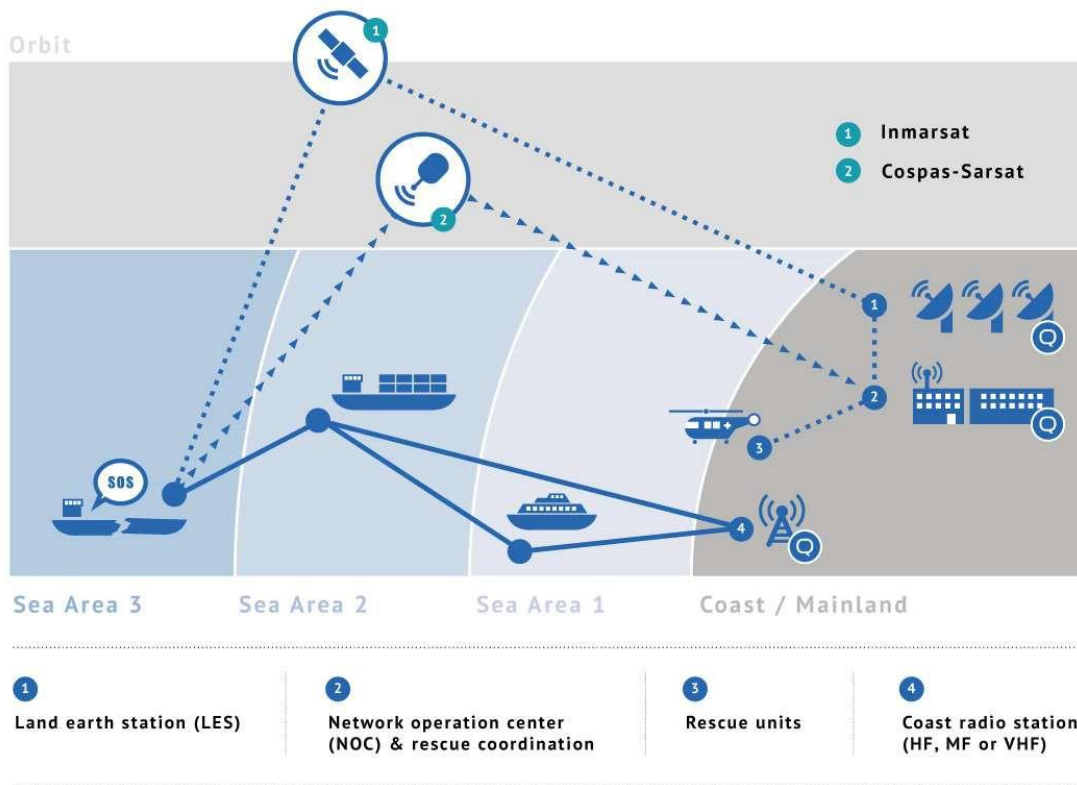 Orbit
1
1 Inmarsat
2 Cospas-Sarsat
2
1
2
SOS
3
4
Sea Area 3
Sea Area 2
Sea Area 1
Coast / Mainland
1
Land earth station (LES)
2
Network operation center
(NOC) & rescue coordination
3
Rescue units
4
Coast radio station
(HF, MF or VHF)